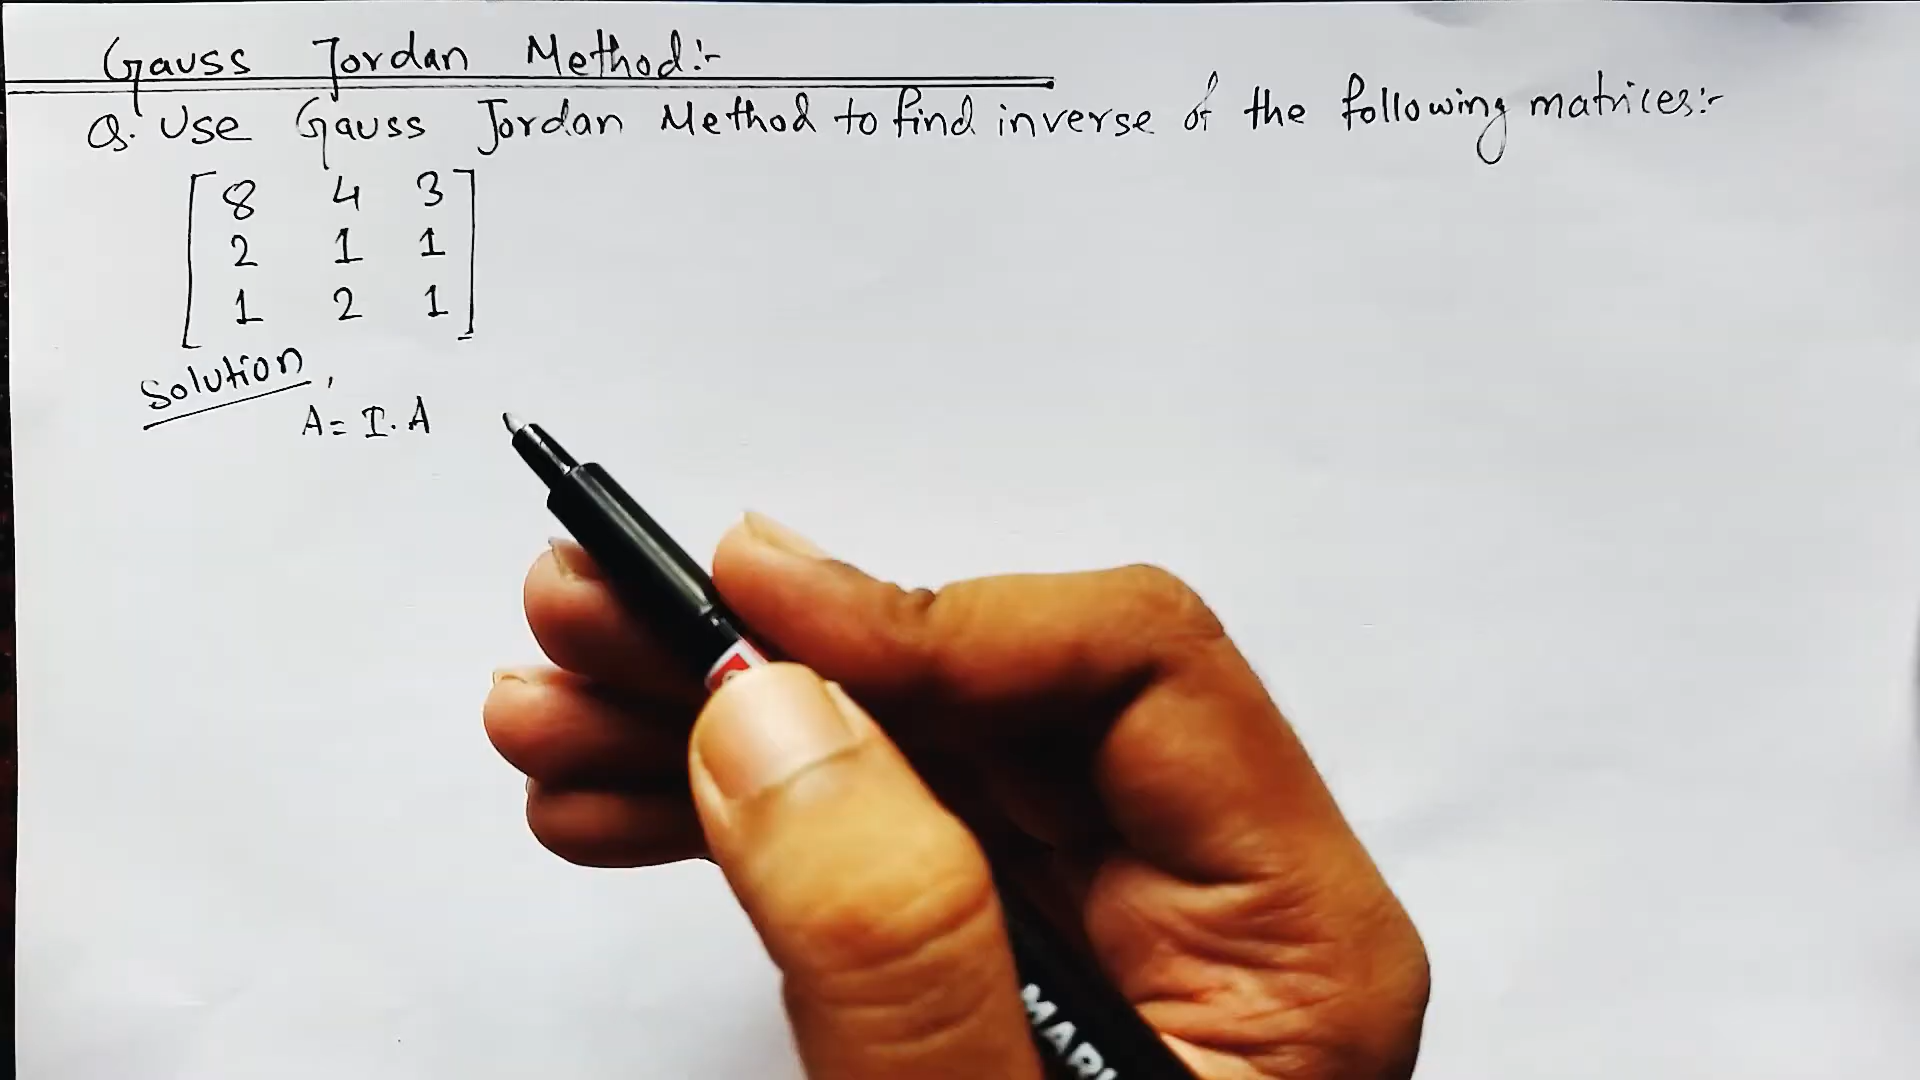 Gauss Jordan Method:-
Q. Use Gauss Jordan Method to find inverse of the following matrices:-
8 4 3
2 1 1
1 2 1
Solution,
A = I. A